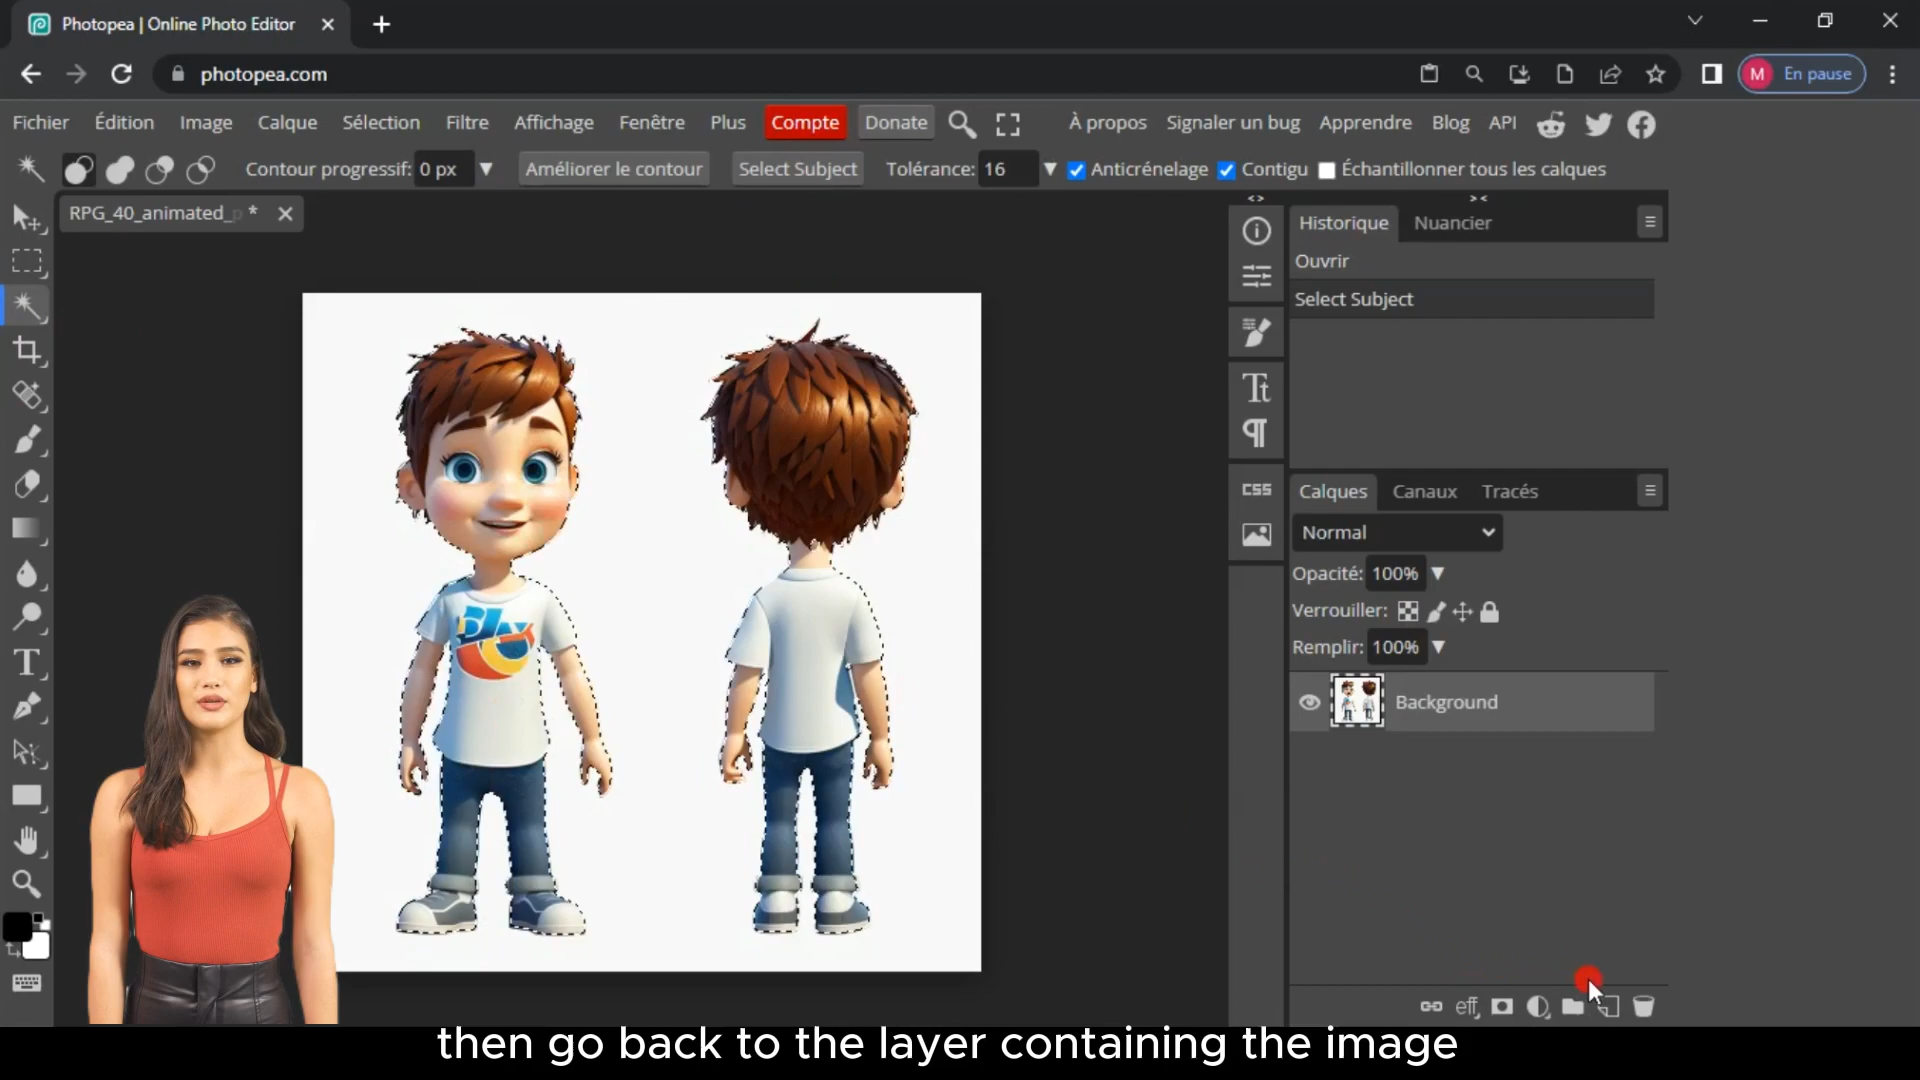 Photopea | Online Photo Editor
photopea.com
M En pause
Fichier Édition Image Calque Sélection Filtre Affichage Fenêtre Plus Compte Donate À propos Signaler un bug Apprendre Blog API
Contour progressif: 0 px Améliorer le contour Select Subject Tolérance: 16 Anticrénelage Contigu Échantillonner tous les calques
RPG_40_animated_p *
Historique Nuancier
Ouvrir
Select Subject
Tt
CSS
Calques Canaux Tracés
Normal
Opacité: 100%
Verrouiller:
Remplir: 100%
Background
T
eff
then go back to the layer containing the image